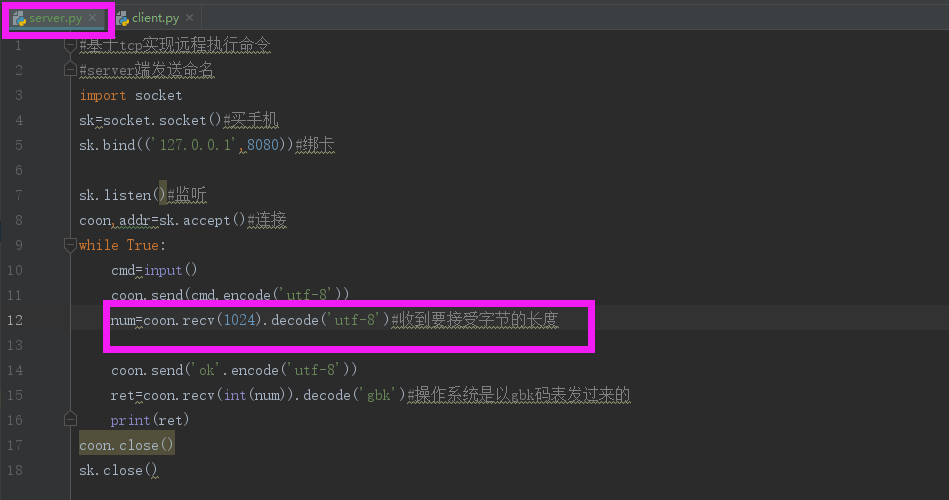 server.py client.py
1 #基于tcp实现远程执行命令
2 #server端发送命名
3 import socket
4 sk=socket.socket()#买手机
5 sk.bind(('127.0.0.1',8080))#绑卡
6
7 sk.listen()#监听
8 coon,addr=sk.accept()#连接
9 while True:
10 cmd=input()
11 coon.send(cmd.encode('utf-8'))
12 num=coon.recv(1024).decode('utf-8')#收到要接受字节的长度
13
14 coon.send('ok'.encode('utf-8'))
15 ret=coon.recv(int(num)).decode('gbk')#操作系统是以gbk码表发过来的
16 print(ret)
17 coon.close()
18 sk.close()